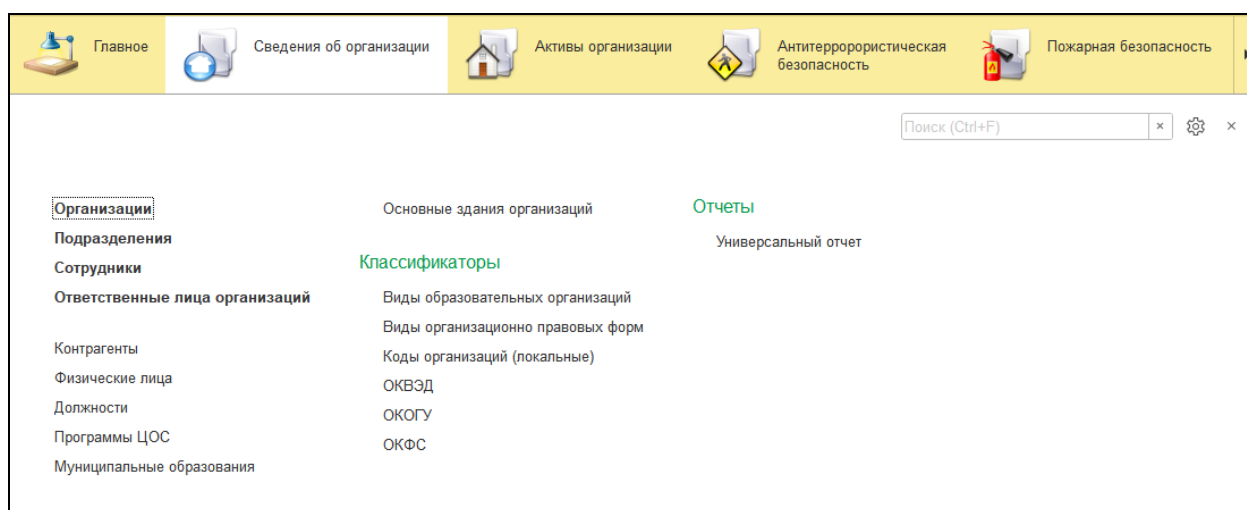 Главное
Сведения об организации
Активы организации
Антитерророристическая
безопасность
Пожарная безопасность
Поиск (Ctrl+F)
Организации
Подразделения
Сотрудники
Ответственные лица организаций
Контрагенты
Физические лица
Должности
Программы ЦОС
Муниципальные образования
Основные здания организаций
Классификаторы
Виды образовательных организаций
Виды организационно правовых форм
Коды организаций (локальные)
ОКВЭД
ОКОГУ
ОКФС
Отчеты
Универсальный отчет